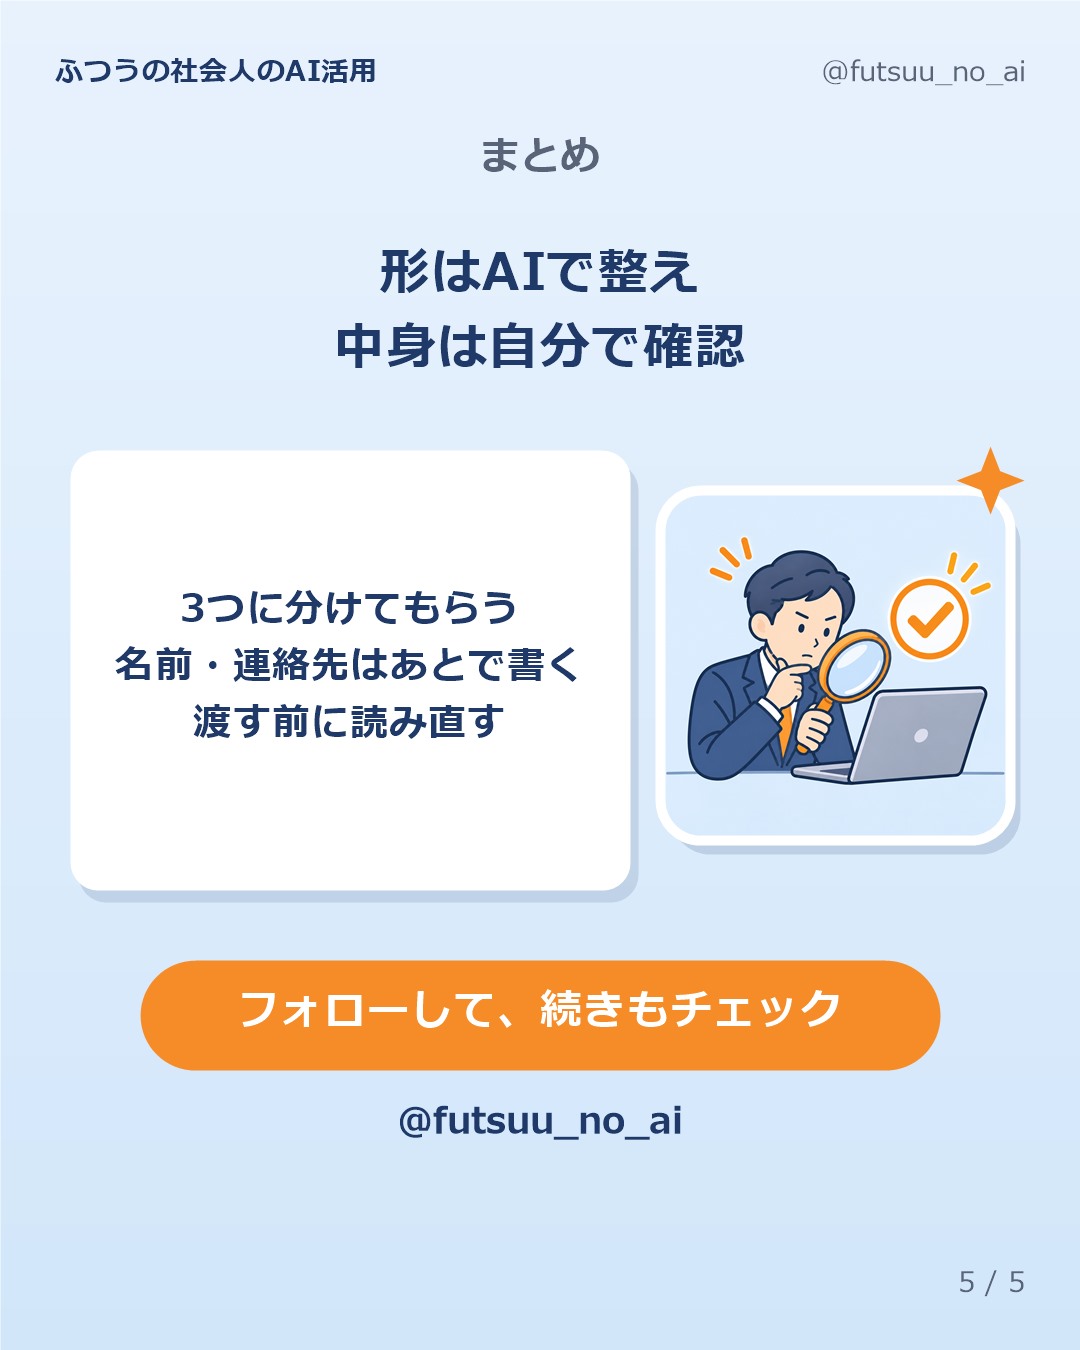 ふつうの社会人のAI活用
@futsuu_no_ai
まとめ
形はAIで整え
中身は自分で確認
3つに分けてもらう
名前・連絡先はあとで書く
渡す前に読み直す
フォローして、続きもチェック
@futsuu_no_ai
5 / 5